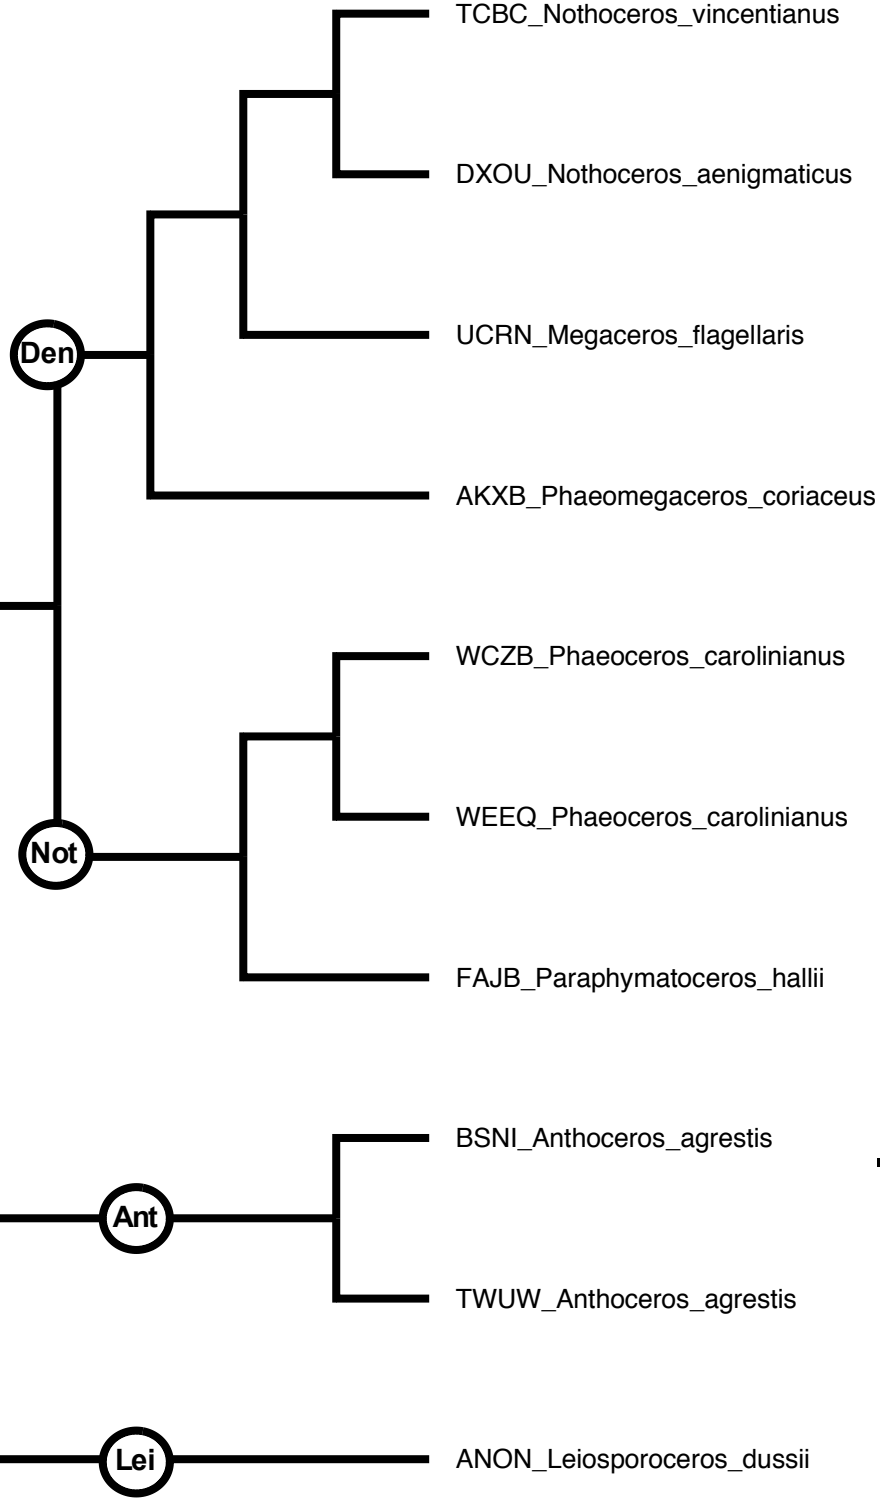 TCBC_Nothoceros_vincentianus
DXOU_Nothoceros_aenigmaticus
UCRN_Megaceros_flagellaris
Den
AKXB_Phaeomegaceros_coriaceus
WCZB_Phaeoceros_carolinianus
WEEQ_Phaeoceros_carolinianus
Not
FAJB_Paraphymatoceros_hallii
BSNI_Anthoceros_agrestis
Ant
TWUW_Anthoceros_agrestis
Lei
ANON_Leiosporoceros_dussii